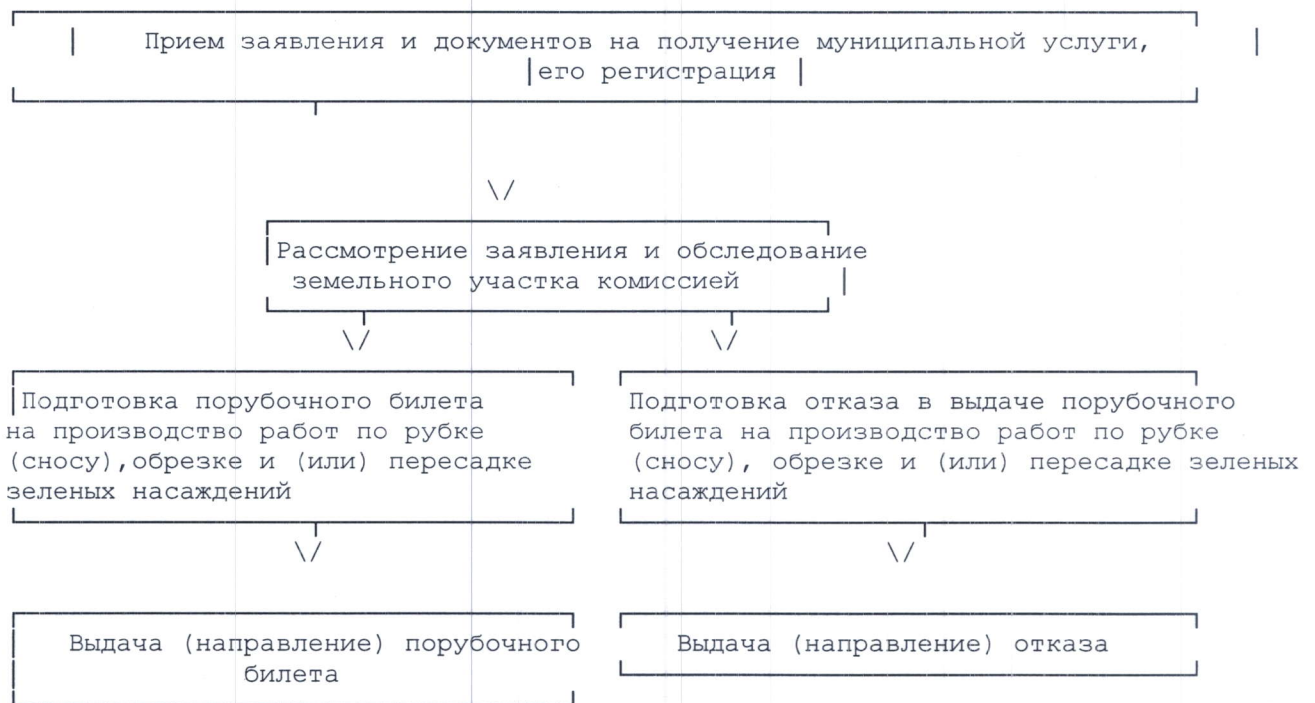 Прием заявления и документов на получение муниципальной услуги,
его регистрация
Рассмотрение заявления и обследование
земельного участка комиссией
Подготовка порубочного билета
на производство работ по рубке
(сносу),обрезке и (или) пересадке
зеленых насаждений
Подготовка отказа в выдаче порубочного
билета на производство работ по рубке
(сносу), обрезке и (или) пересадке зеленых
насаждений
Выдача (направление) порубочного
билета
Выдача (направление) отказа